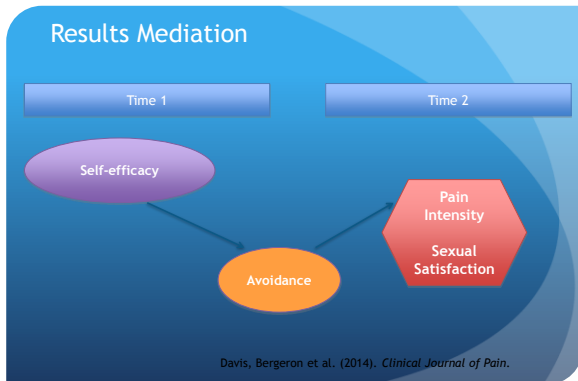 Results Mediation
Time 1
Time 2
Self-efficacy
Pain
Intensity
Sexual
Satisfaction
Avoidance
Davis, Bergeron et al. (2014). Clinical Journal of Pain.